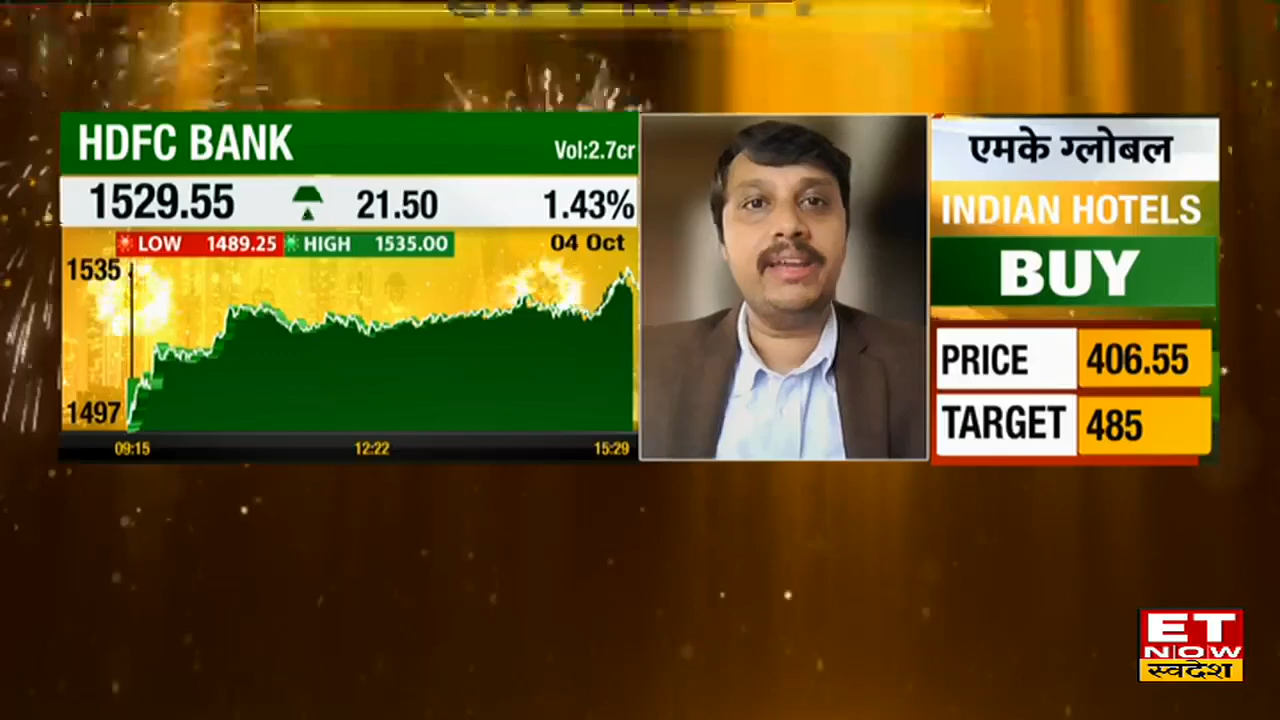 HDFC BANK
Vol:2.7cr
1529.55 21.50 1.43%
LOW 1489.25 HIGH 1535.00 04 Oct
1535
1497
09:15 12:22 15:29
एमके ग्लोबल
INDIAN HOTELS
BUY
PRICE 406.55
TARGET 485
ET
NOW
स्वदेश